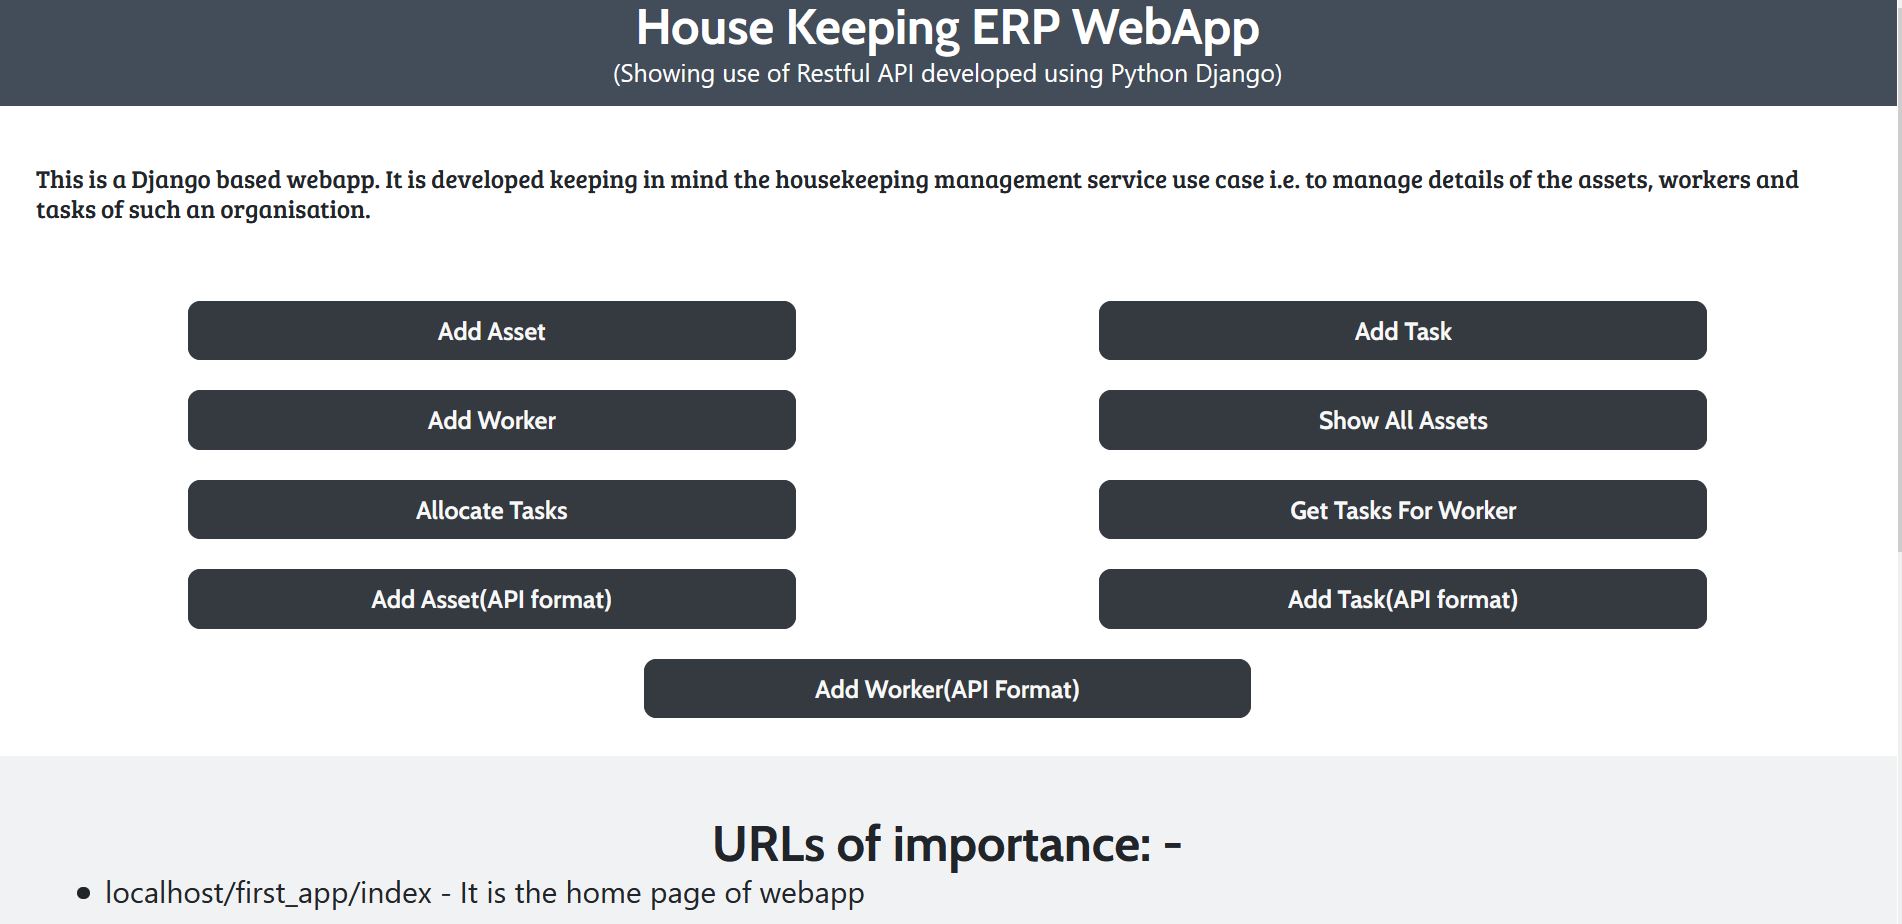 House Keeping ERP WebApp
(Showing use of Restful API developed using Python Django)
This is a Django based webapp. It is developed keeping in mind the housekeeping management service use case i.e. to manage details of the assets, workers and
tasks of such an organisation.
Add Asset
Add Task
Add Worker
Show All Assets
Allocate Tasks
Get Tasks For Worker
Add Asset(API format)
Add Task(API format)
Add Worker(API Format)
URLs of importance: -
● localhost/first_app/index - It is the home page of webapp